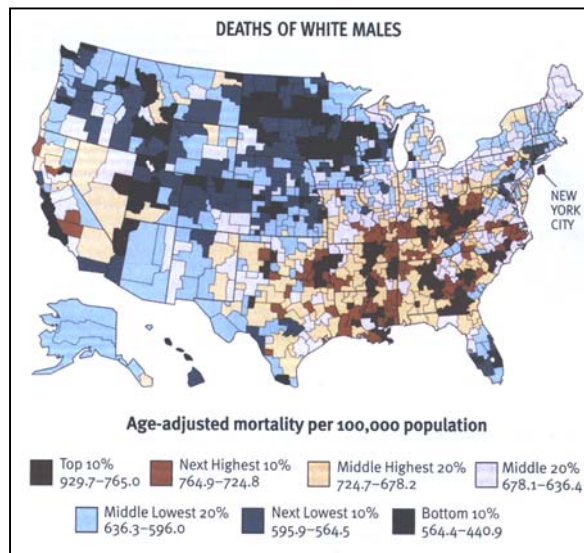 DEATHS OF WHITE MALES
NEW
YORK
CITY
Age-adjusted mortality per 100,000 population
Top 10%
929.7–765.0
Next Highest 10%
764.9–724.8
Middle Highest 20%
724.7–678.2
Middle 20%
678.1–636.4
Middle Lowest 20%
636.3–596.0
Next Lowest 10%
595.9–564.5
Bottom 10%
564.4–440.9